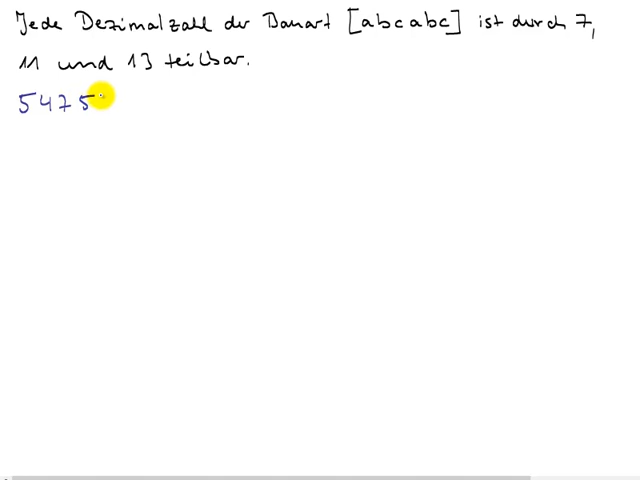 Jede Dezimalzahl der Bauart [abcabc] ist durch 7,
11 und 13 teilbar.
5475